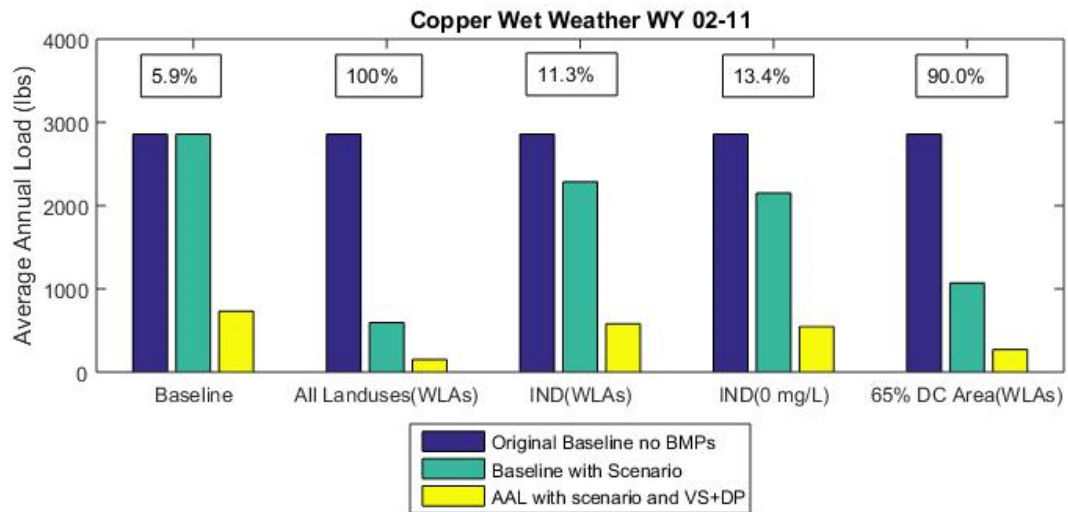 Copper Wet Weather WY 02-11
Average Annual Load (lbs)
4000
3000
2000
1000
0
5.9%
100%
11.3%
13.4%
90.0%
Baseline
All Landuses(WLAs)
IND(WLAs)
IND(0 mg/L)
65% DC Area(WLAs)
Original Baseline no BMPs
Baseline with Scenario
AAL with scenario and VS+DP